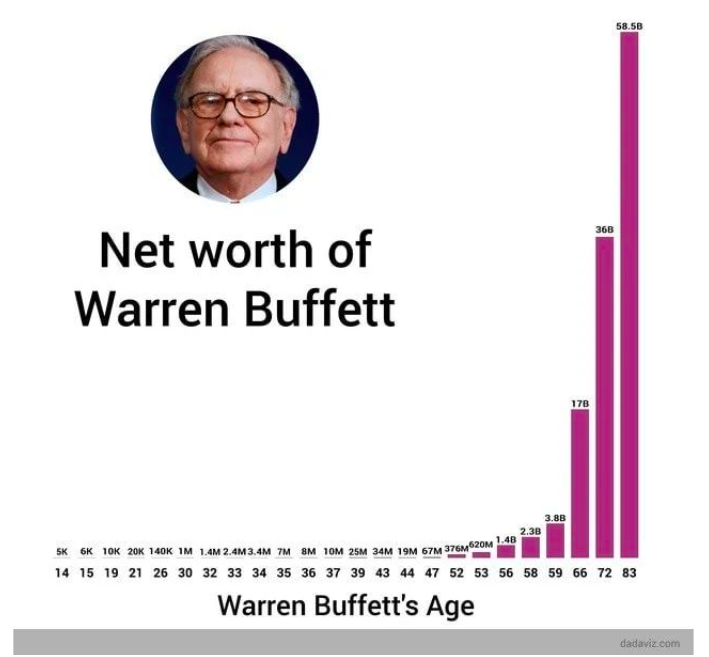 58.5B
36B
Net worth of
Warren Buffett
17B
3.8B
2.3B
1.4B
5K 6K 10K 20K 140K 1M 1.4M 2.4M 3.4M 7M 8M 10M 25M 34M 19M 67M 376M 620M
14 15 19 21 26 30 32 33 34 35 36 37 39 43 44 47 52 53 56 58 59 66 72 83
Warren Buffett's Age
dadaviz.com